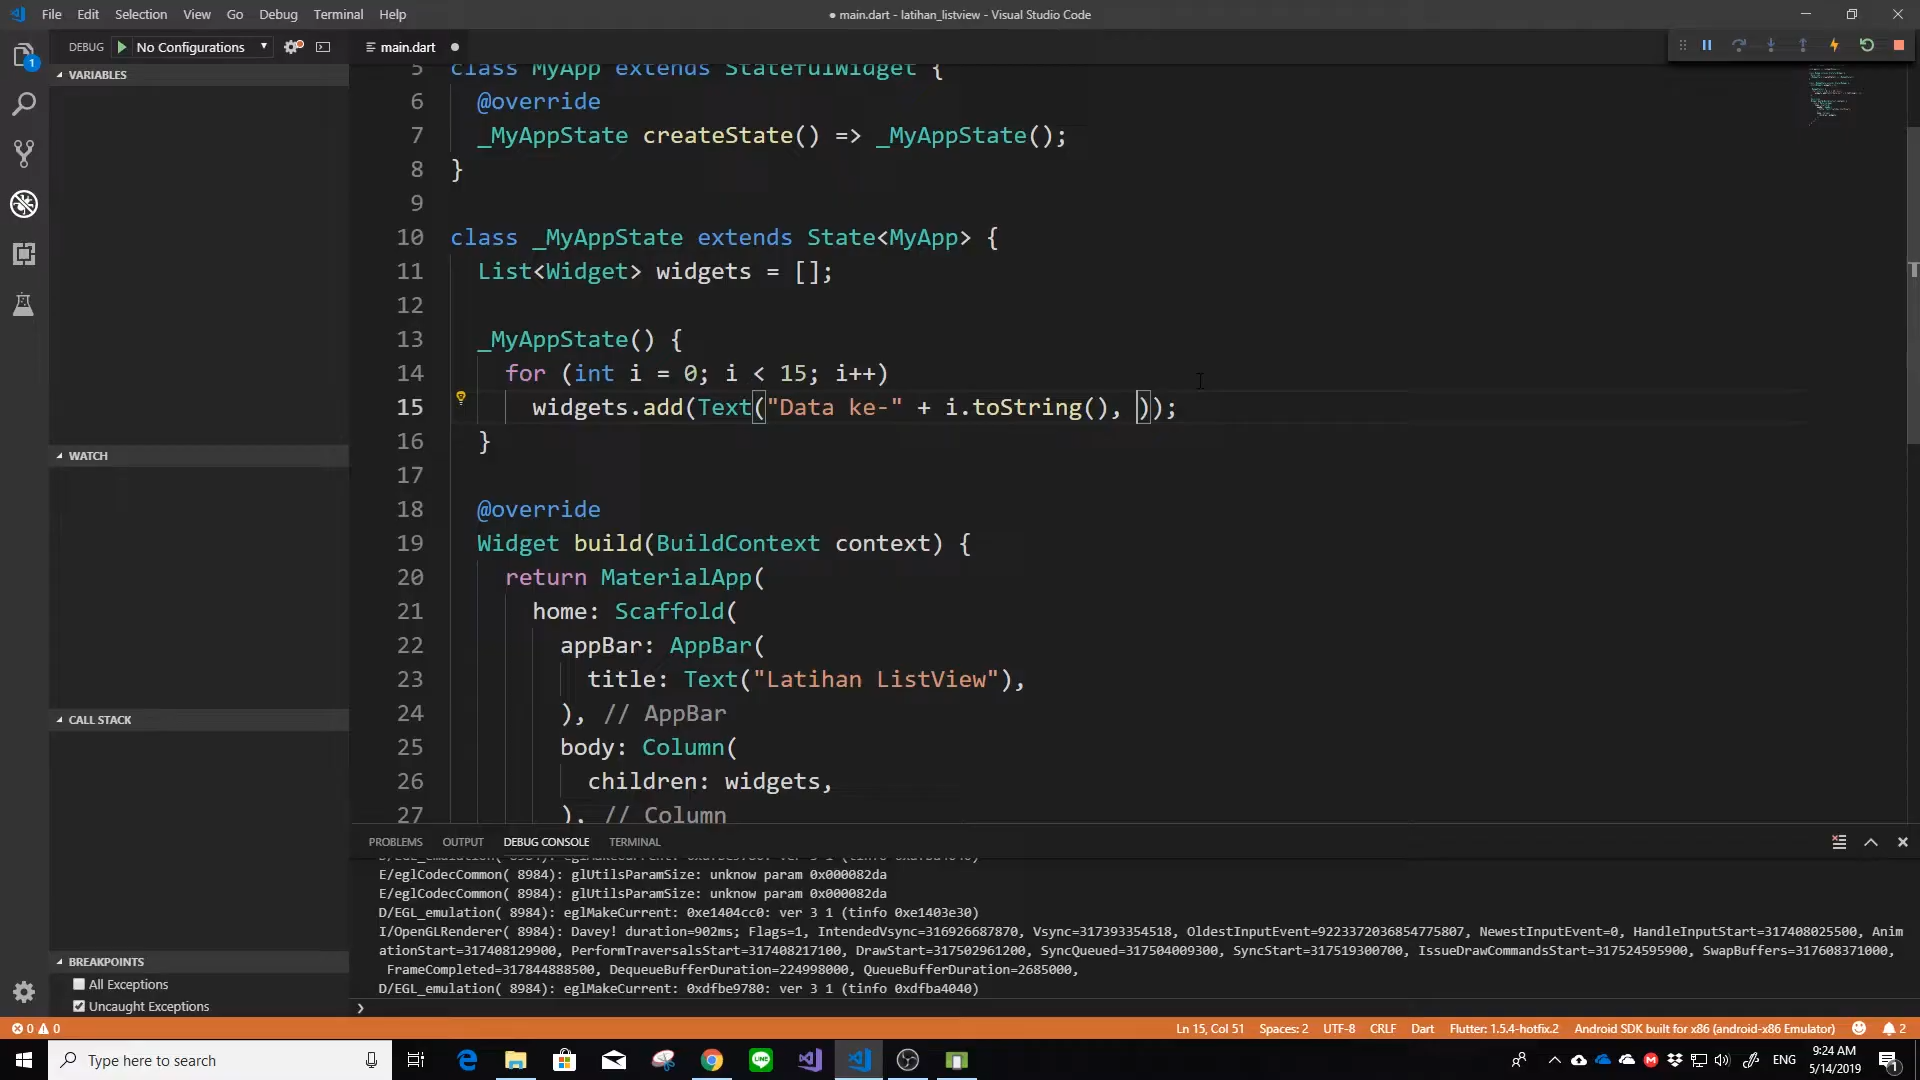 File Edit Selection View Go Debug Terminal Help
● main.dart - latihan_listview - Visual Studio Code
DEBUG No Configurations
main.dart
VARIABLES
WATCH
CALL STACK
BREAKPOINTS
All Exceptions
Uncaught Exceptions
5 class MyApp extends StatefulWidget {
6 @override
7 _MyAppState createState() => _MyAppState();
8 }
9
10 class _MyAppState extends State<MyApp> {
11 List<Widget> widgets = [];
12
13 _MyAppState() {
14 for (int i = 0; i < 15; i++)
15 widgets.add(Text("Data ke-" + i.toString(), ));
16 }
17
18 @override
19 Widget build(BuildContext context) {
20 return MaterialApp(
21 home: Scaffold(
22 appBar: AppBar(
23 title: Text("Latihan ListView"),
24 ), // AppBar
25 body: Column(
26 children: widgets,
27 ), // Column
PROBLEMS OUTPUT DEBUG CONSOLE TERMINAL
E/eglCodecCommon( 8984): glUtilsParamSize: unknow param 0x000082da
E/eglCodecCommon( 8984): glUtilsParamSize: unknow param 0x000082da
D/EGL_emulation( 8984): eglMakeCurrent: 0xe1404cc0: ver 3 1 (tinfo 0xe1403e30)
I/OpenGLRenderer( 8984): Davey! duration=902ms; Flags=1, IntendedVsync=316926687870, Vsync=317393354518, OldestInputEvent=9223372036854775807, NewestInputEvent=0, HandleInputStart=317408025500, Anim
ationStart=317408129900, PerformTraversalsStart=317408217100, DrawStart=317502961200, SyncQueued=317504009300, SyncStart=317519300700, IssueDrawCommandsStart=317524595900, SwapBuffers=317608371000,
FrameCompleted=317844888500, DequeueBufferDuration=224998000, QueueBufferDuration=2685000,
D/EGL_emulation( 8984): eglMakeCurrent: 0xdfbe9780: ver 3 1 (tinfo 0xdfba4040)
0 0 Ln 15, Col 51 Spaces: 2 UTF-8 CRLF Dart Flutter: 1.5.4-hotfix.2 Android SDK built for x86 (android-x86 Emulator) 2
Type here to search
ENG
9:24 AM
5/14/2019